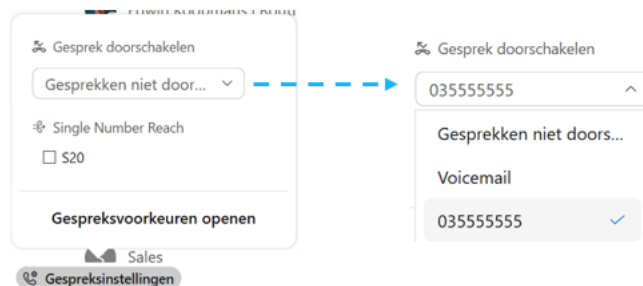 Gesprek doorschakelen
Gesprekken niet door...
Single Number Reach
S20
Gespreksvoorkeuren openen
Sales
Gespreksinstellingen
Gesprek doorschakelen
035555555
Gesprekken niet doors...
Voicemail
035555555